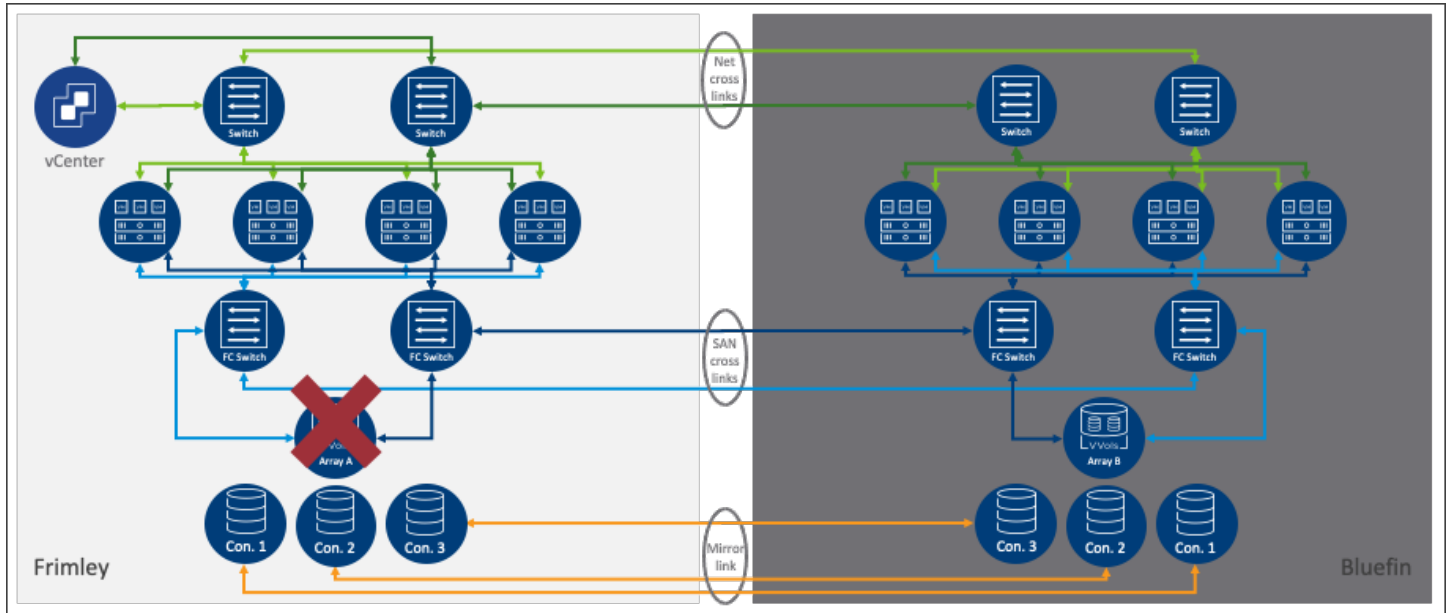 Net
cross
links
Switch
Switch
Switch
Switch
vCenter
FC Switch
FC Switch
SAN
cross
links
FC Switch
FC Switch
Array A
VVols
Array B
Con. 1
Con. 2
Con. 3
Mirror
link
Con. 3
Con. 2
Con. 1
Frimley
Bluefin